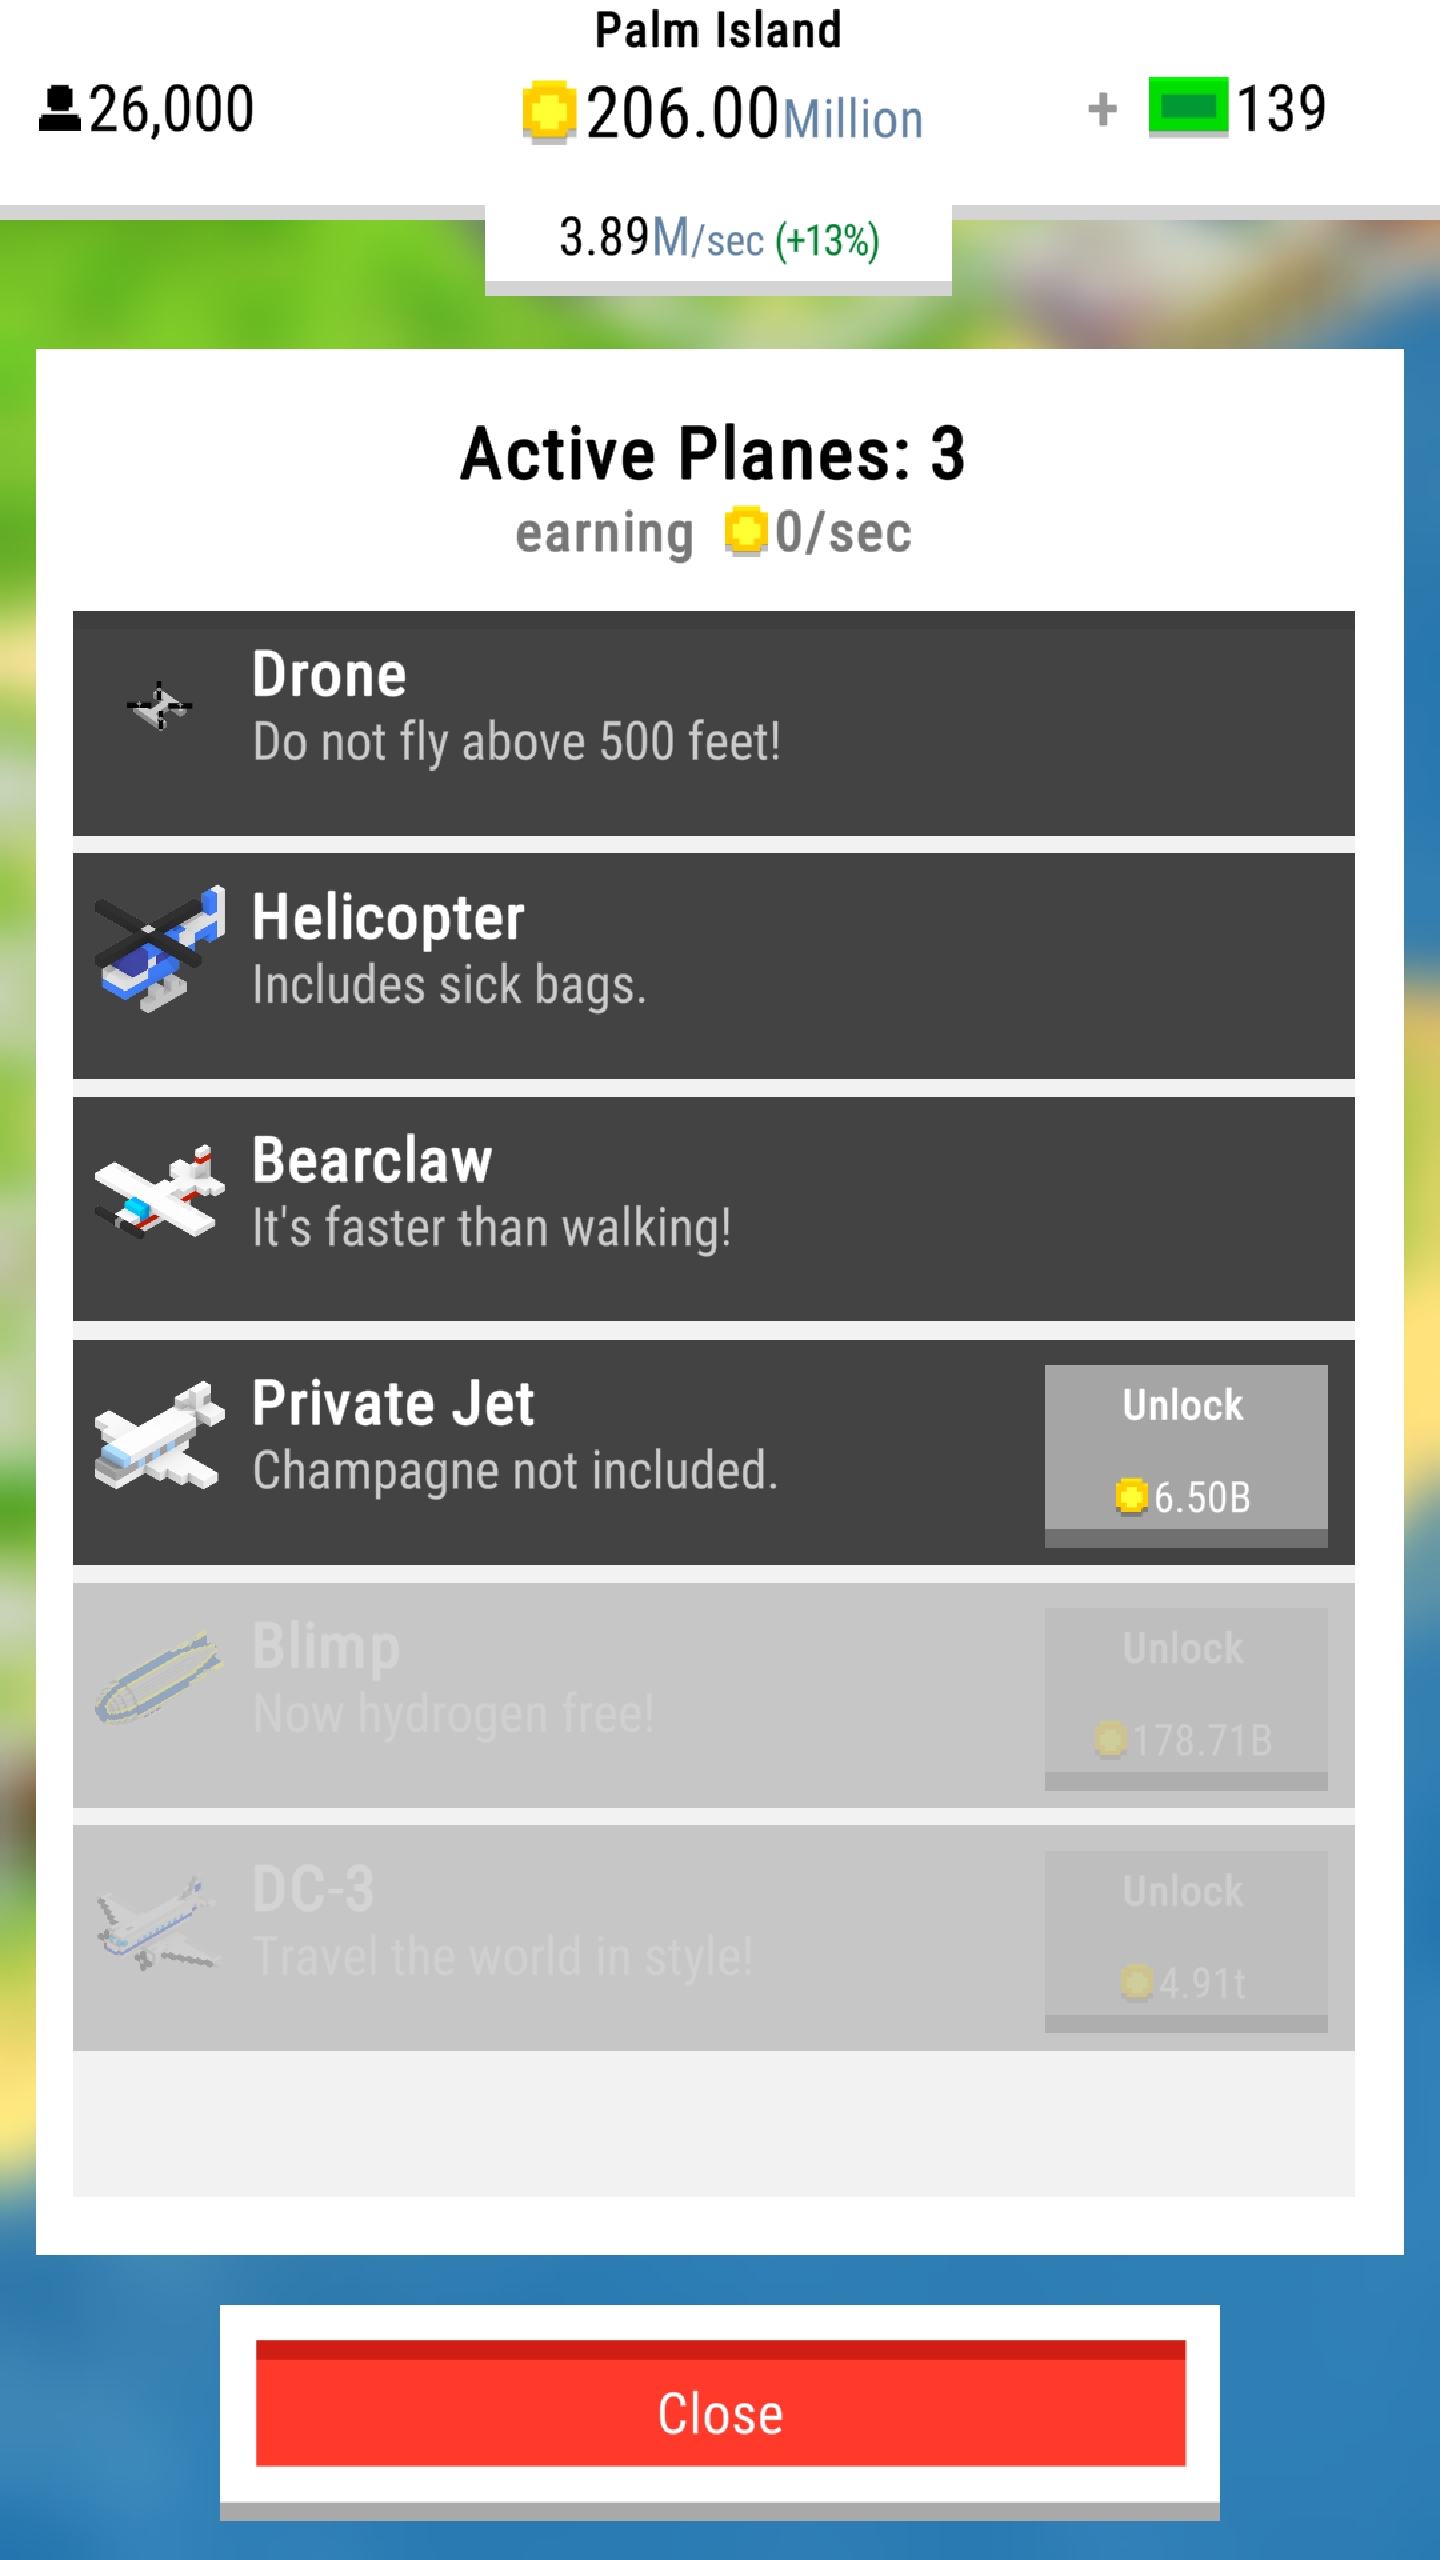 Palm Island
26,000
206.00Million
+ 139
3.89M/sec (+13%)
Active Planes: 3
earning 0/sec
Drone
Do not fly above 500 feet!
Helicopter
Includes sick bags.
Bearclaw
It's faster than walking!
Private Jet
Champagne not included.
Unlock
6.50B
Blimp
Now hydrogen free!
Unlock
178.71B
DC-3
Travel the world in style!
Unlock
4.91t
Close